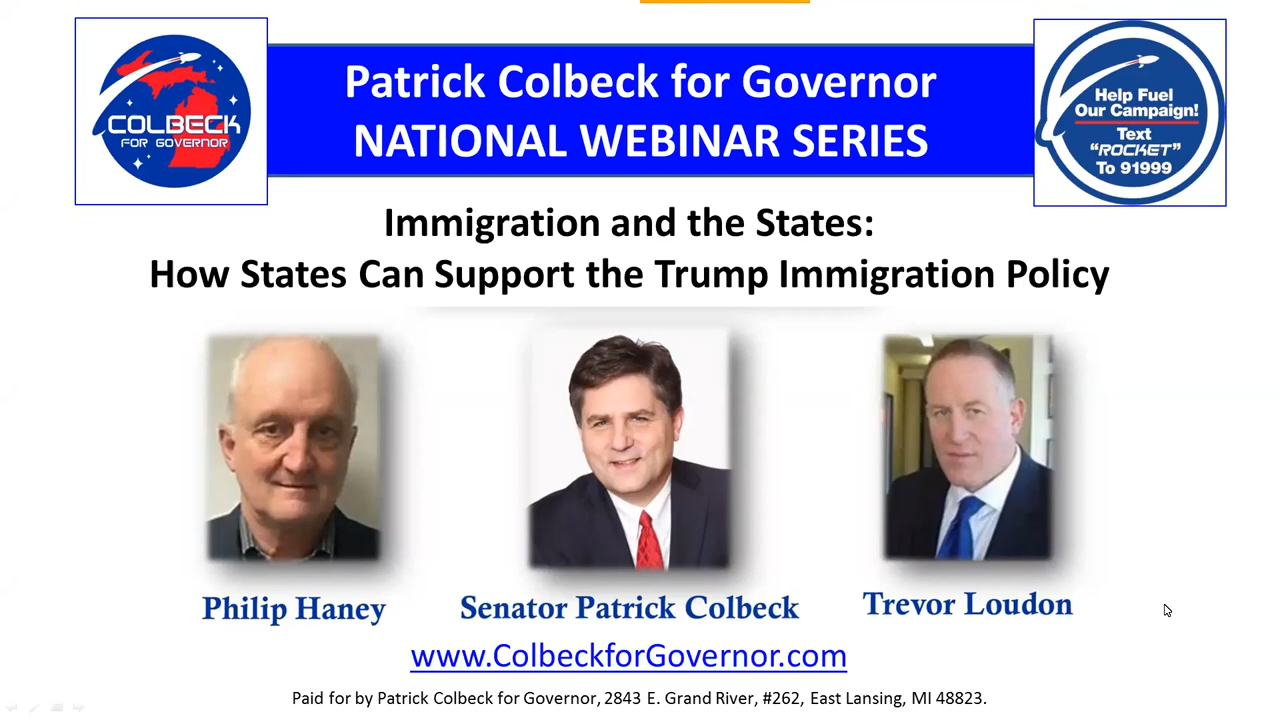 COLBECK
FOR GOVERNOR
Patrick Colbeck for Governor
NATIONAL WEBINAR SERIES
Help Fuel
Our Campaign!
Text
"ROCKET"
To 91999
Immigration and the States:
How States Can Support the Trump Immigration Policy
Philip Haney
Senator Patrick Colbeck
Trevor Loudon
www.ColbeckforGovernor.com
Paid for by Patrick Colbeck for Governor, 2843 E. Grand River, #262, East Lansing, MI 48823.